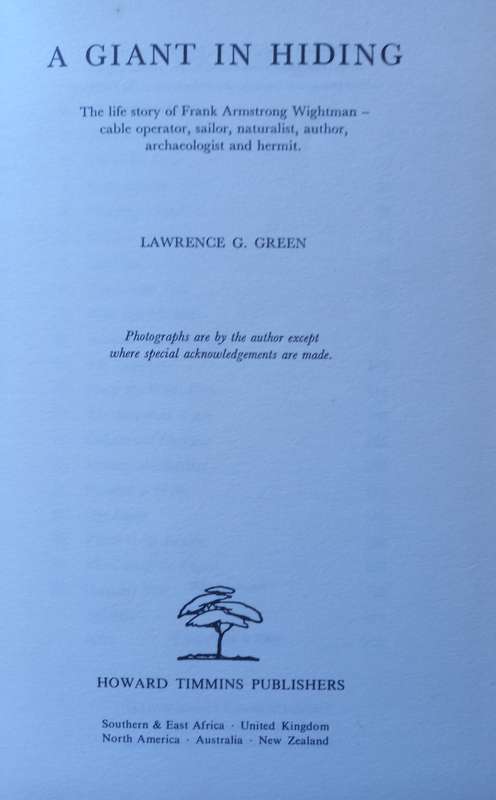 A GIANT IN HIDING
The life story of Frank Armstrong Wightman –
cable operator, sailor, naturalist, author,
archaeologist and hermit.
LAWRENCE G. GREEN
Photographs are by the author except
where special acknowledgements are made.
HOWARD TIMMINS PUBLISHERS
Southern & East Africa · United Kingdom
North America · Australia · New Zealand